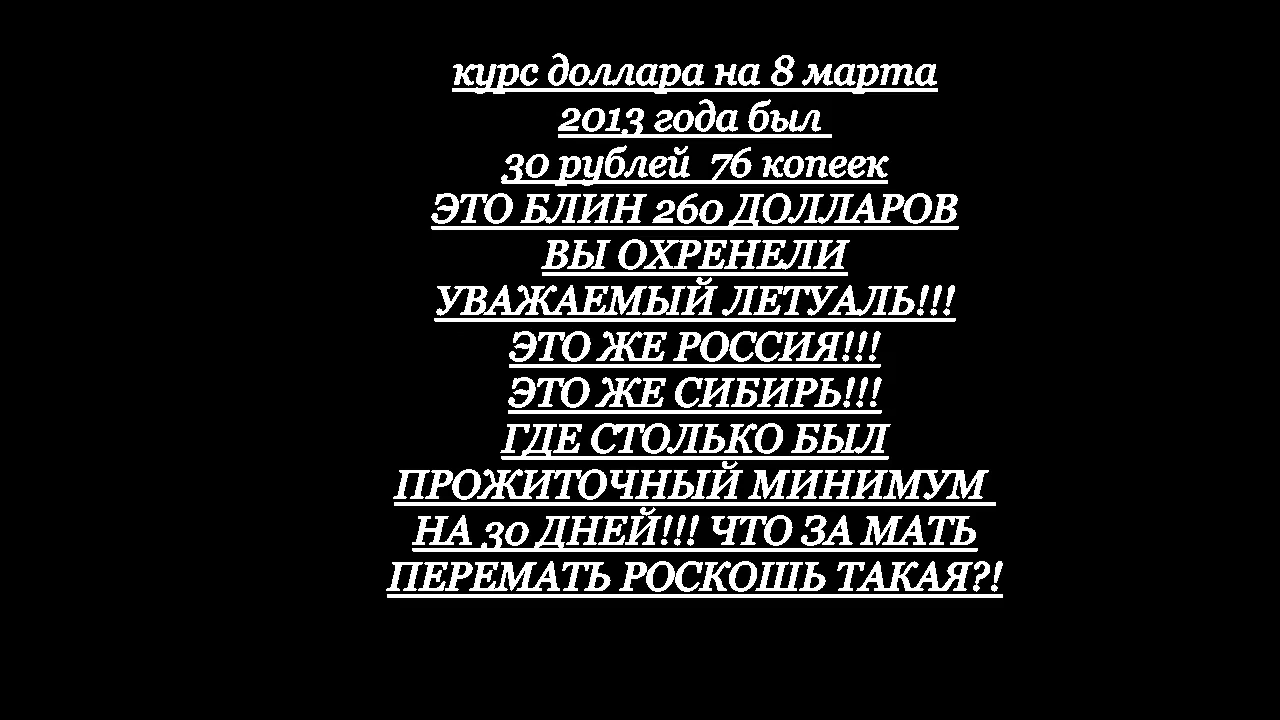 курс доллара на 8 марта
2013 года был
30 рублей 76 копеек
ЭТО БЛИН 260 ДОЛЛАРОВ
ВЫ ОХРЕНЕЛИ
УВАЖАЕМЫЙ ЛЕТУАЛЬ!!!
ЭТО ЖЕ РОССИЯ!!!
ЭТО ЖЕ СИБИРЬ!!!
ГДЕ СТОЛЬКО БЫЛ
ПРОЖИТОЧНЫЙ МИНИМУМ
НА 30 ДНЕЙ!!! ЧТО ЗА МАТЬ
ПЕРЕМАТЬ РОСКОШЬ ТАКАЯ?!